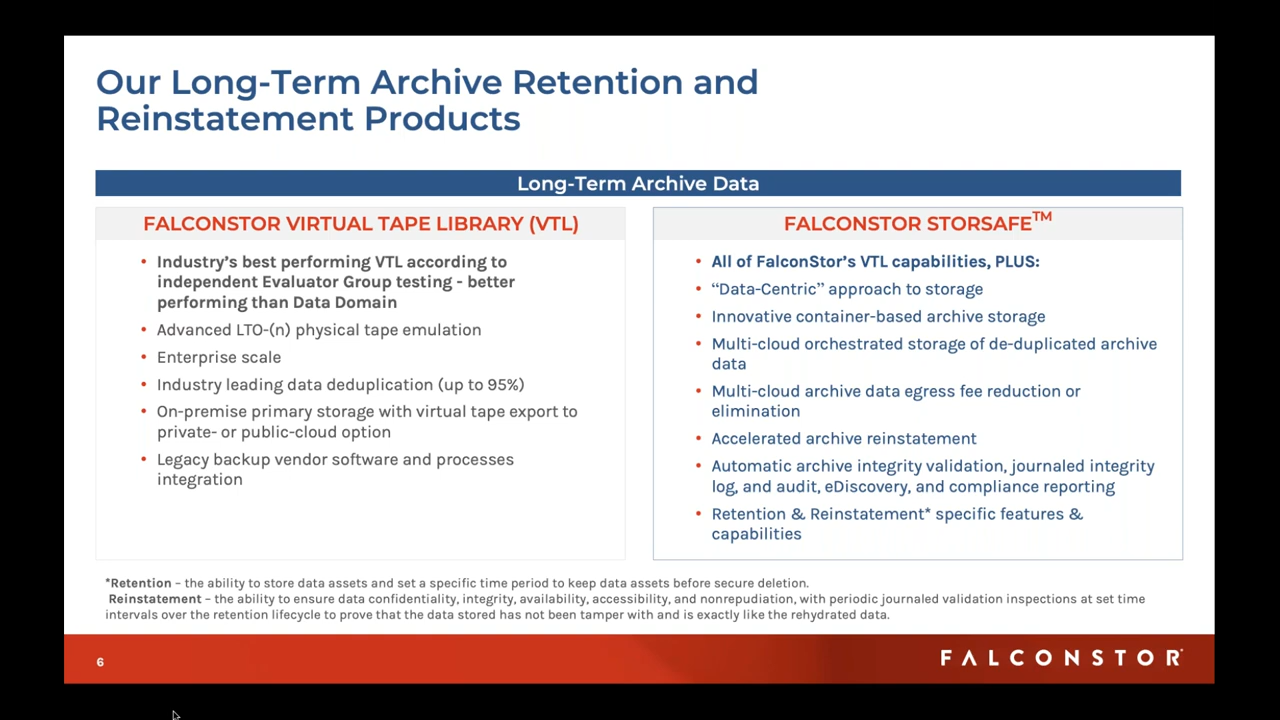 Our Long-Term Archive Retention and
Reinstatement Products
Long-Term Archive Data
FALCONSTOR VIRTUAL TAPE LIBRARY (VTL)
• Industry's best performing VTL according to
independent Evaluator Group testing - better
performing than Data Domain
• Advanced LTO-(n) physical tape emulation
• Enterprise scale
• Industry leading data deduplication (up to 95%)
• On-premise primary storage with virtual tape export to
private- or public-cloud option
• Legacy backup vendor software and processes
integration
FALCONSTOR STORSAFE™
• All of FalconStor's VTL capabilities, PLUS:
• “Data-Centric” approach to storage
• Innovative container-based archive storage
• Multi-cloud orchestrated storage of de-duplicated archive
data
• Multi-cloud archive data egress fee reduction or
elimination
• Accelerated archive reinstatement
• Automatic archive integrity validation, journaled integrity
log, and audit, eDiscovery, and compliance reporting
• Retention & Reinstatement* specific features &
capabilities
*Retention – the ability to store data assets and set a specific time period to keep data assets before secure deletion.
Reinstatement – the ability to ensure data confidentiality, integrity, availability, accessibility, and nonrepudiation, with periodic journaled validation inspections at set time
intervals over the retention lifecycle to prove that the data stored has not been tamper with and is exactly like the rehydrated data.
6
FALCONSTOR